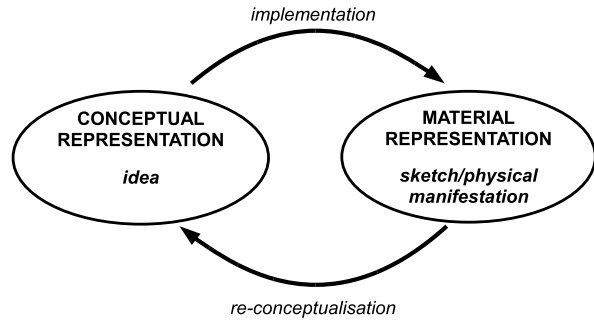 implementation
CONCEPTUAL
REPRESENTATION
idea
MATERIAL
REPRESENTATION
sketch/physical
manifestation
re-conceptualisation